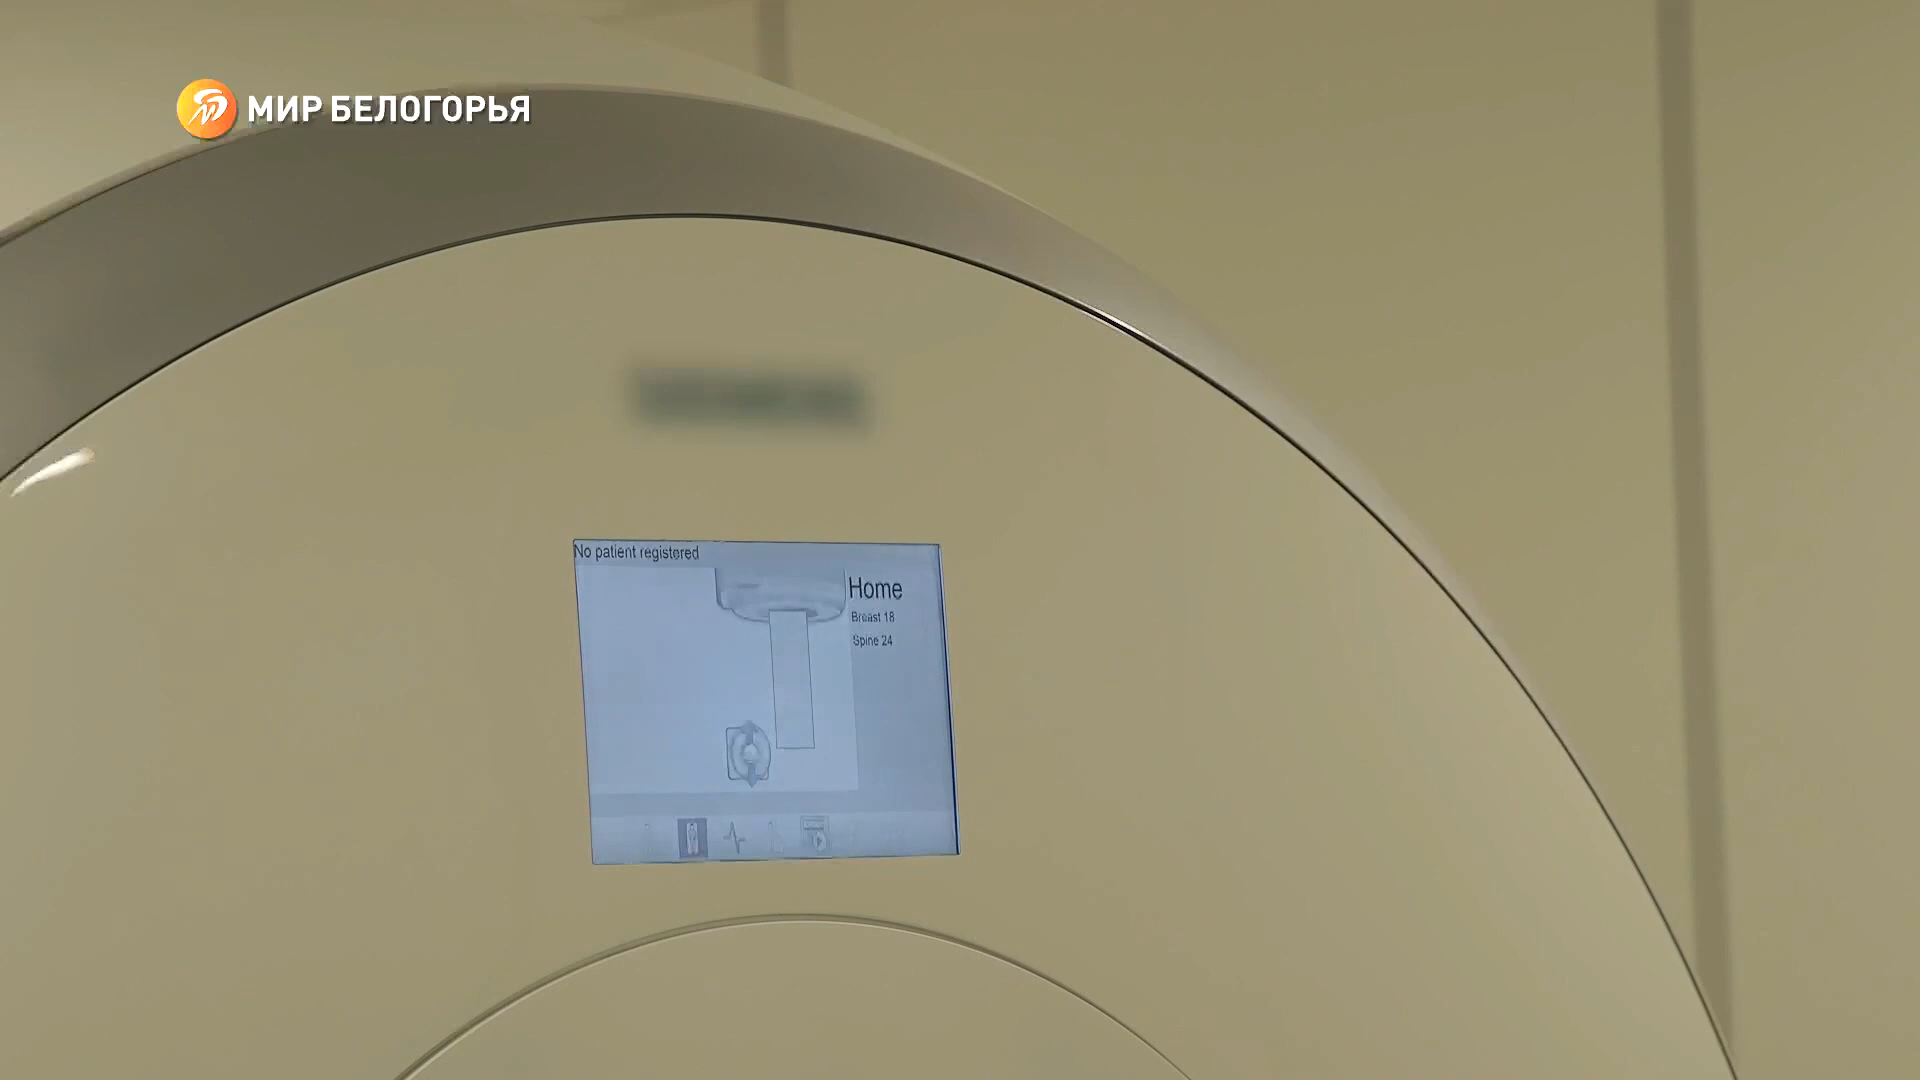 МИР БЕЛОГОРЬЯ
No patient registered
Home
Breast 18
Spine 24